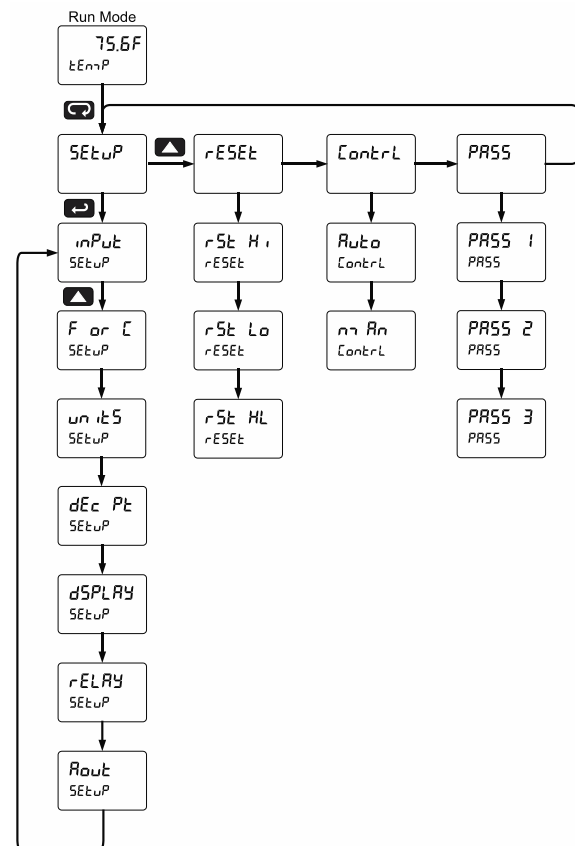 Run Mode
75.6F
tEmP
SEtuP
rESEt
ContrL
PASS
inPut
SEtuP
rSt Hi
rESEt
Auto
ContrL
PASS 1
PASS
F or C
SEtuP
rSt Lo
rESEt
mAn
ContrL
PASS 2
PASS
unitS
SEtuP
rSt HL
rESEt
PASS 3
PASS
dEc Pt
SEtuP
dSPLAY
SEtuP
rELAY
SEtuP
Aout
SEtuP